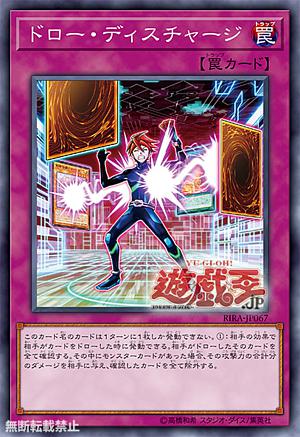 ドロー・ディスチャージ
トラップ
罠
トラップ
【罠カード】
YU-GI-OH!
遊戯王
.JP
RIRA-JP067
このカード名のカードは1ターンに1枚しか発動できない。①：相手の効果で
相手がカードをドローした時に発動できる。相手がドローしたそのカードを
全て確認する。その中にモンスターカードがあった場合、その攻撃力の合計分
のダメージを相手に与え、確認したカードを全て除外する。
無断転載禁止
©高橋和希 スタジオ・ダイス/集英社